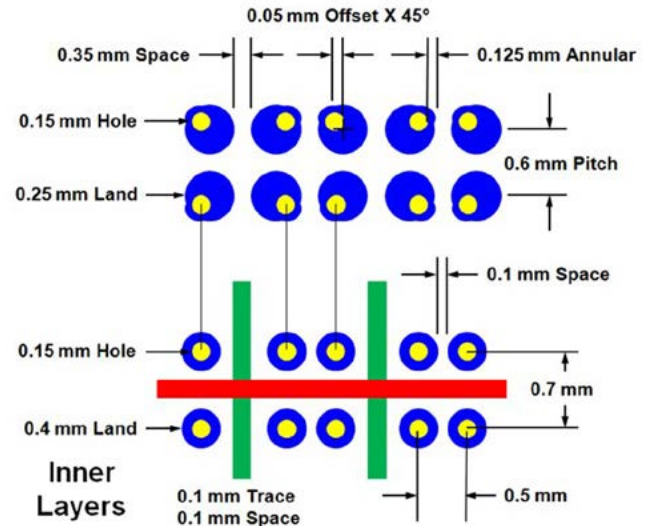 0.05 mm Offset X 45º
0.35 mm Space
0.125 mm Annular
0.15 mm Hole
0.6 mm Pitch
0.25 mm Land
0.1 mm Space
0.15 mm Hole
0.7 mm
0.4 mm Land
Inner
Layers
0.1 mm Trace
0.1 mm Space
0.5 mm